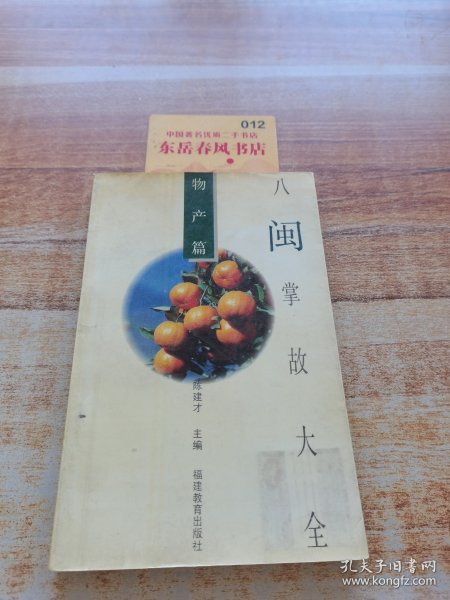 012
中国著名优质二手书店
东岳春风书店
八闽掌故大全
物产篇
陈建才 主编
福建教育出版社
孔夫子旧书网
www.kongfz.com